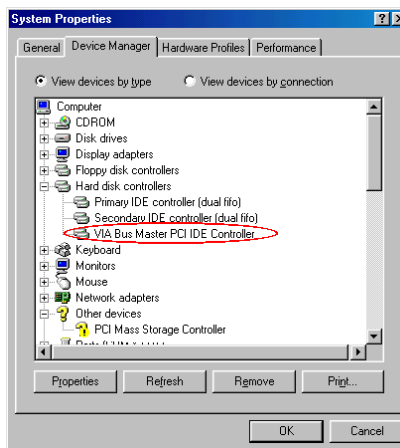 System Properties
General
Device Manager
Hardware Profiles
Performance
View devices by type
View devices by connection
Computer
CDROM
Disk drives
Display adapters
Floppy disk controllers
Hard disk controllers
Primary IDE controller (dual fifo)
Secondary IDE controller (dual fifo)
VIA Bus Master PCI IDE Controller
Keyboard
Monitors
Mouse
Network adapters
Other devices
PCI Mass Storage Controller
Properties
Refresh
Remove
Print...
OK
Cancel